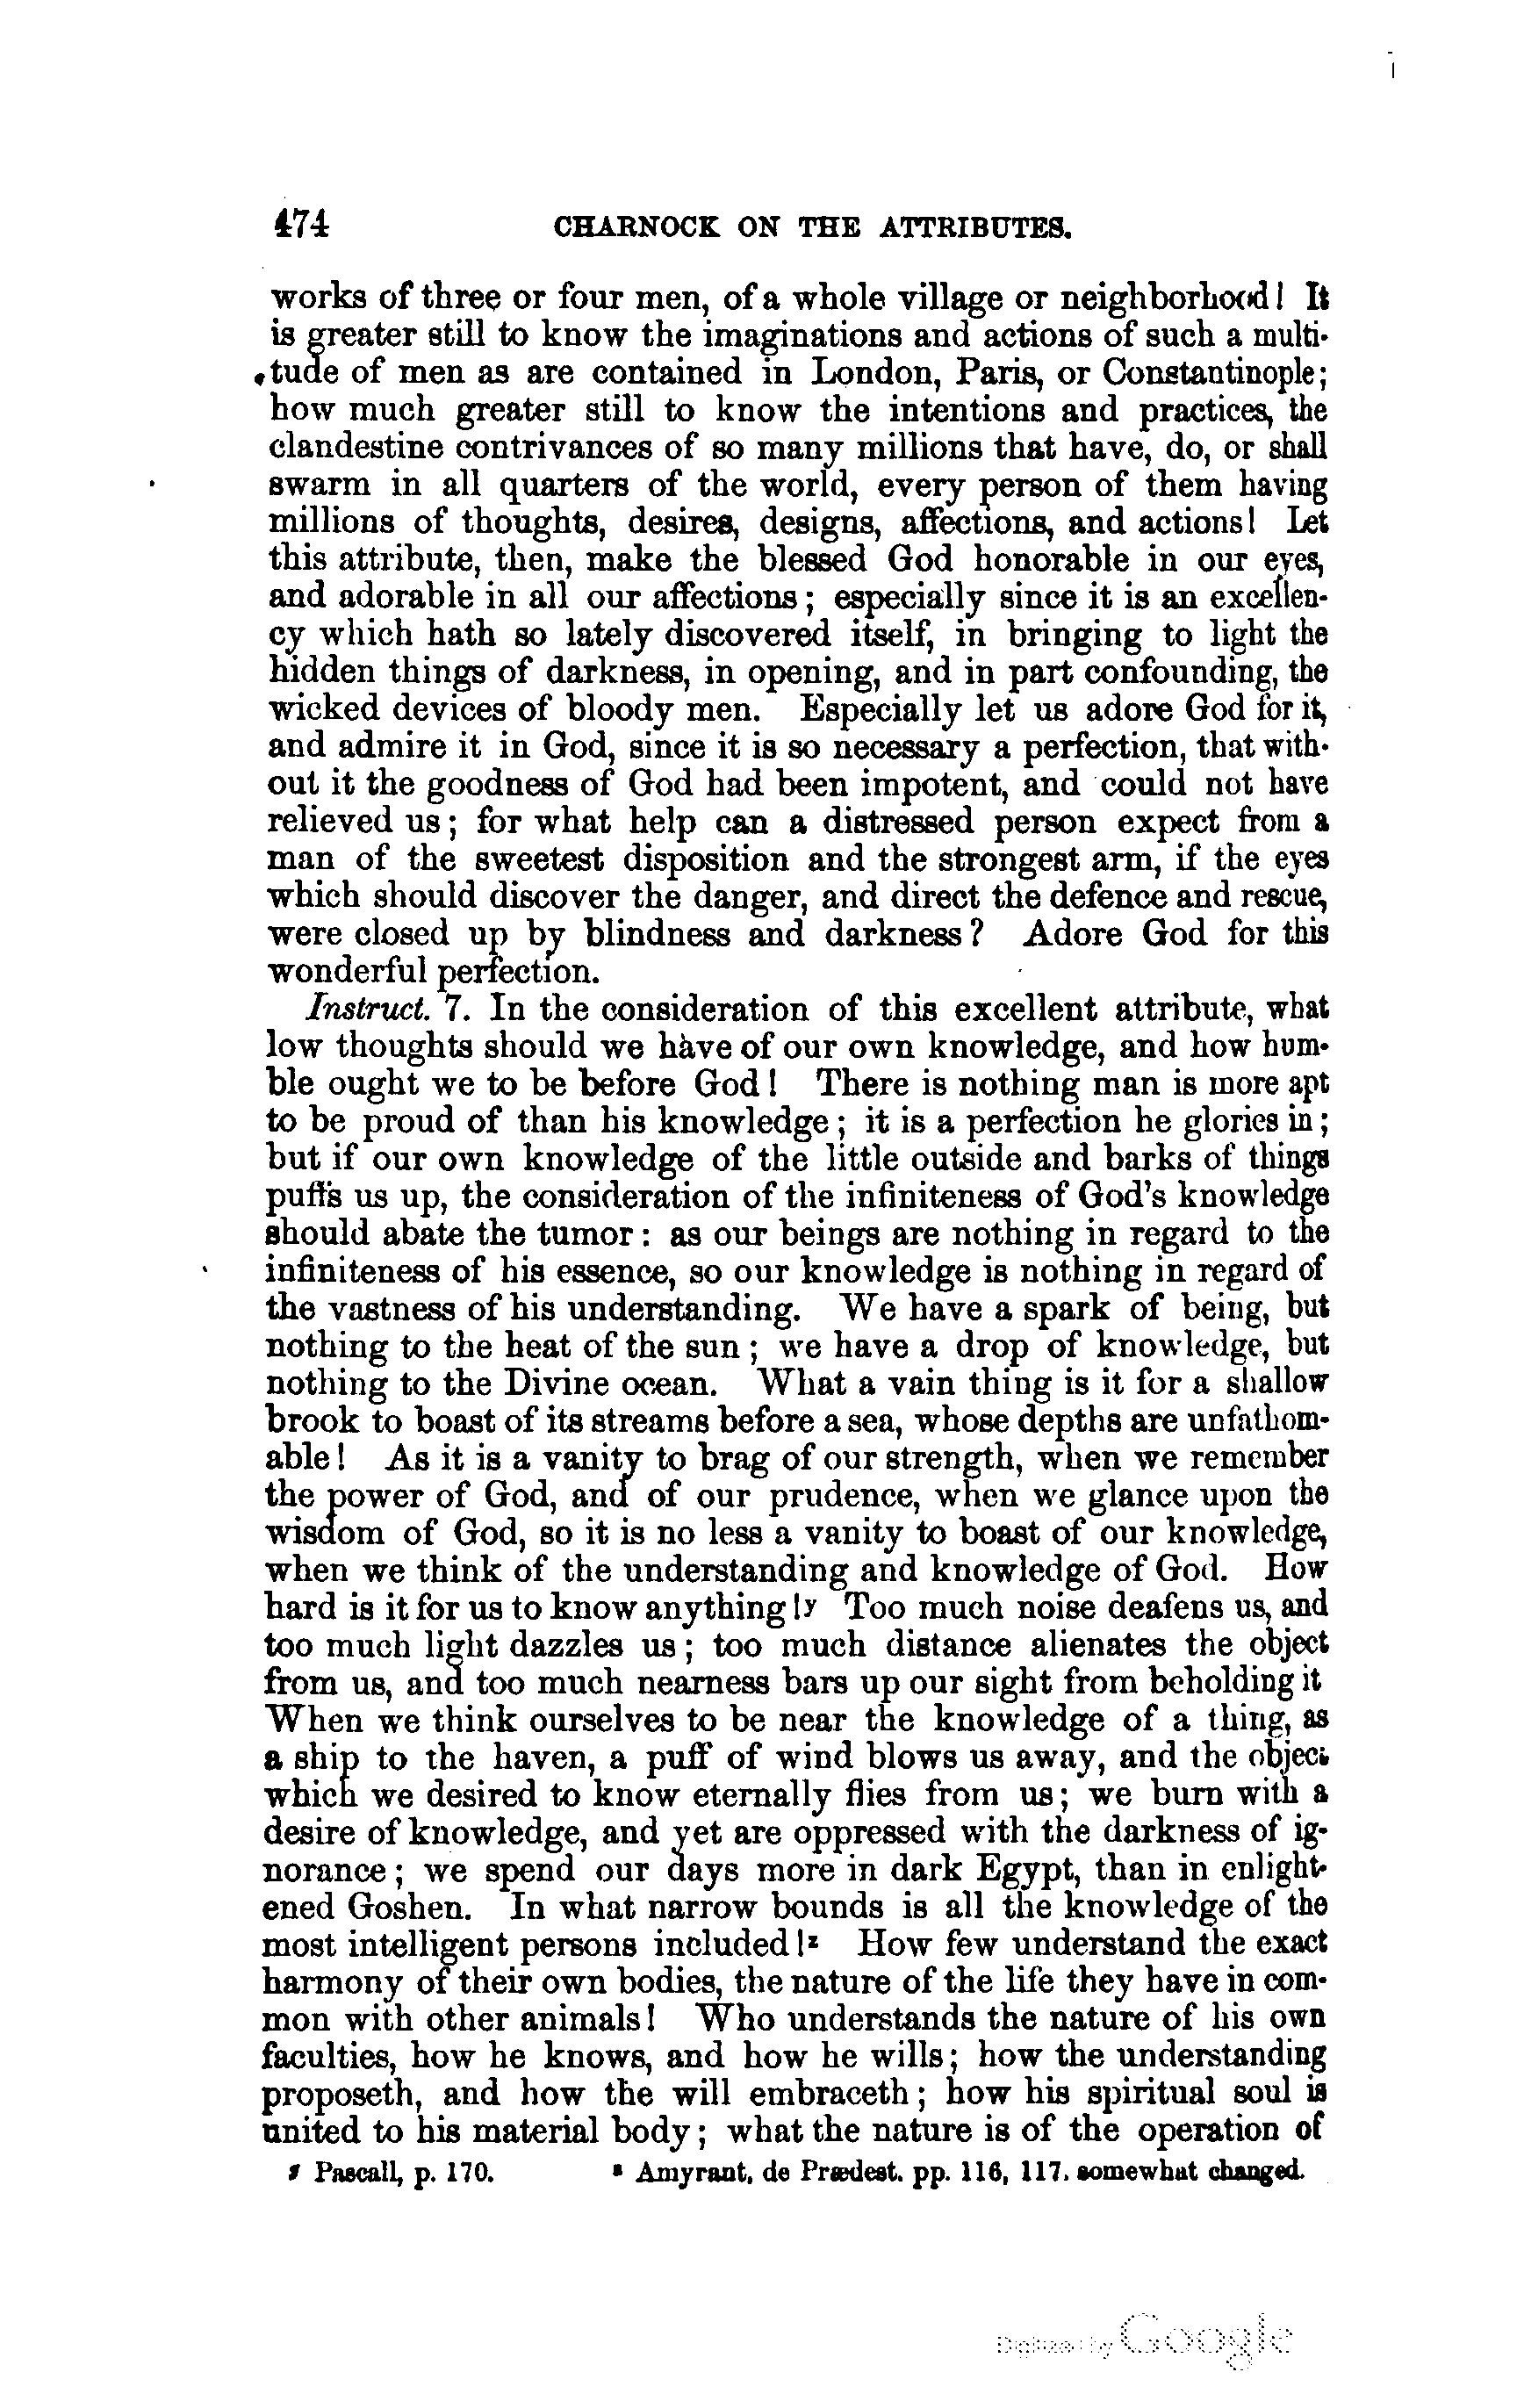 474 CHARNOCK ON THE ATTRIBUTES.
works of three or four men, of a whole village or neighborhood! It
is greater still to know the imaginations and actions of such a multi-
tude of men as are contained in London, Paris, or Constantinople;
how much greater still to know the intentions and practices, the
clandestine contrivances of so many millions that have, do, or shall
swarm in all quarters of the world, every person of them having
millions of thoughts, desires, designs, affections, and actions! Let
this attribute, then, make the blessed God honorable in our eyes,
and adorable in all our affections; especially since it is an excellen-
cy which hath so lately discovered itself, in bringing to light the
hidden things of darkness, in opening, and in part confounding, the
wicked devices of bloody men. Especially let us adore God for it,
and admire it in God, since it is so necessary a perfection, that with-
out it the goodness of God had been impotent, and could not have
relieved us; for what help can a distressed person expect from a
man of the sweetest disposition and the strongest arm, if the eyes
which should discover the danger, and direct the defence and rescue,
were closed up by blindness and darkness? Adore God for this
wonderful perfection.
Instruct. 7. In the consideration of this excellent attribute, what
low thoughts should we have of our own knowledge, and how hum-
ble ought we to be before God! There is nothing man is more apt
to be proud of than his knowledge; it is a perfection he glories in;
but if our own knowledge of the little outside and barks of things
puffs us up, the consideration of the infiniteness of God's knowledge
should abate the tumor: as our beings are nothing in regard to the
infiniteness of his essence, so our knowledge is nothing in regard of
the vastness of his understanding. We have a spark of being, but
nothing to the heat of the sun; we have a drop of knowledge, but
nothing to the Divine ocean. What a vain thing is it for a shallow
brook to boast of its streams before a sea, whose depths are unfathom-
able! As it is a vanity to brag of our strength, when we remember
the power of God, and of our prudence, when we glance upon the
wisdom of God, so it is no less a vanity to boast of our knowledge,
when we think of the understanding and knowledge of God. How
hard is it for us to know anything!y Too much noise deafens us, and
too much light dazzles us; too much distance alienates the object
from us, and too much nearness bars up our sight from beholding it
When we think ourselves to be near the knowledge of a thing, as
a ship to the haven, a puff of wind blows us away, and the object
which we desired to know eternally flies from us; we burn with a
desire of knowledge, and yet are oppressed with the darkness of ig-
norance; we spend our days more in dark Egypt, than in enlight-
ened Goshen. In what narrow bounds is all the knowledge of the
most intelligent persons included!z How few understand the exact
harmony of their own bodies, the nature of the life they have in com-
mon with other animals! Who understands the nature of his own
faculties, how he knows, and how he wills; how the understanding
proposeth, and how the will embraceth; how his spiritual soul is
united to his material body; what the nature is of the operation of
y Pascall, p. 170. z Amyrant, de Prædest. pp. 116, 117. somewhat changed.
Digitized by Google